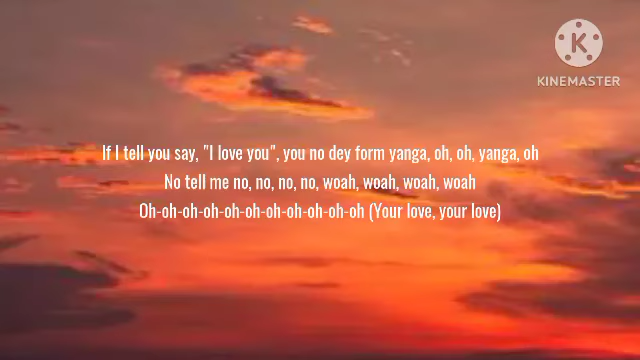 K
KINEMASTER
If I tell you say, "I love you", you no dey form yanga, oh, oh, yanga, oh
No tell me no, no, no, no, woah, woah, woah, woah
Oh-oh-oh-oh-oh-oh-oh-oh-oh-oh-oh (Your love, your love)